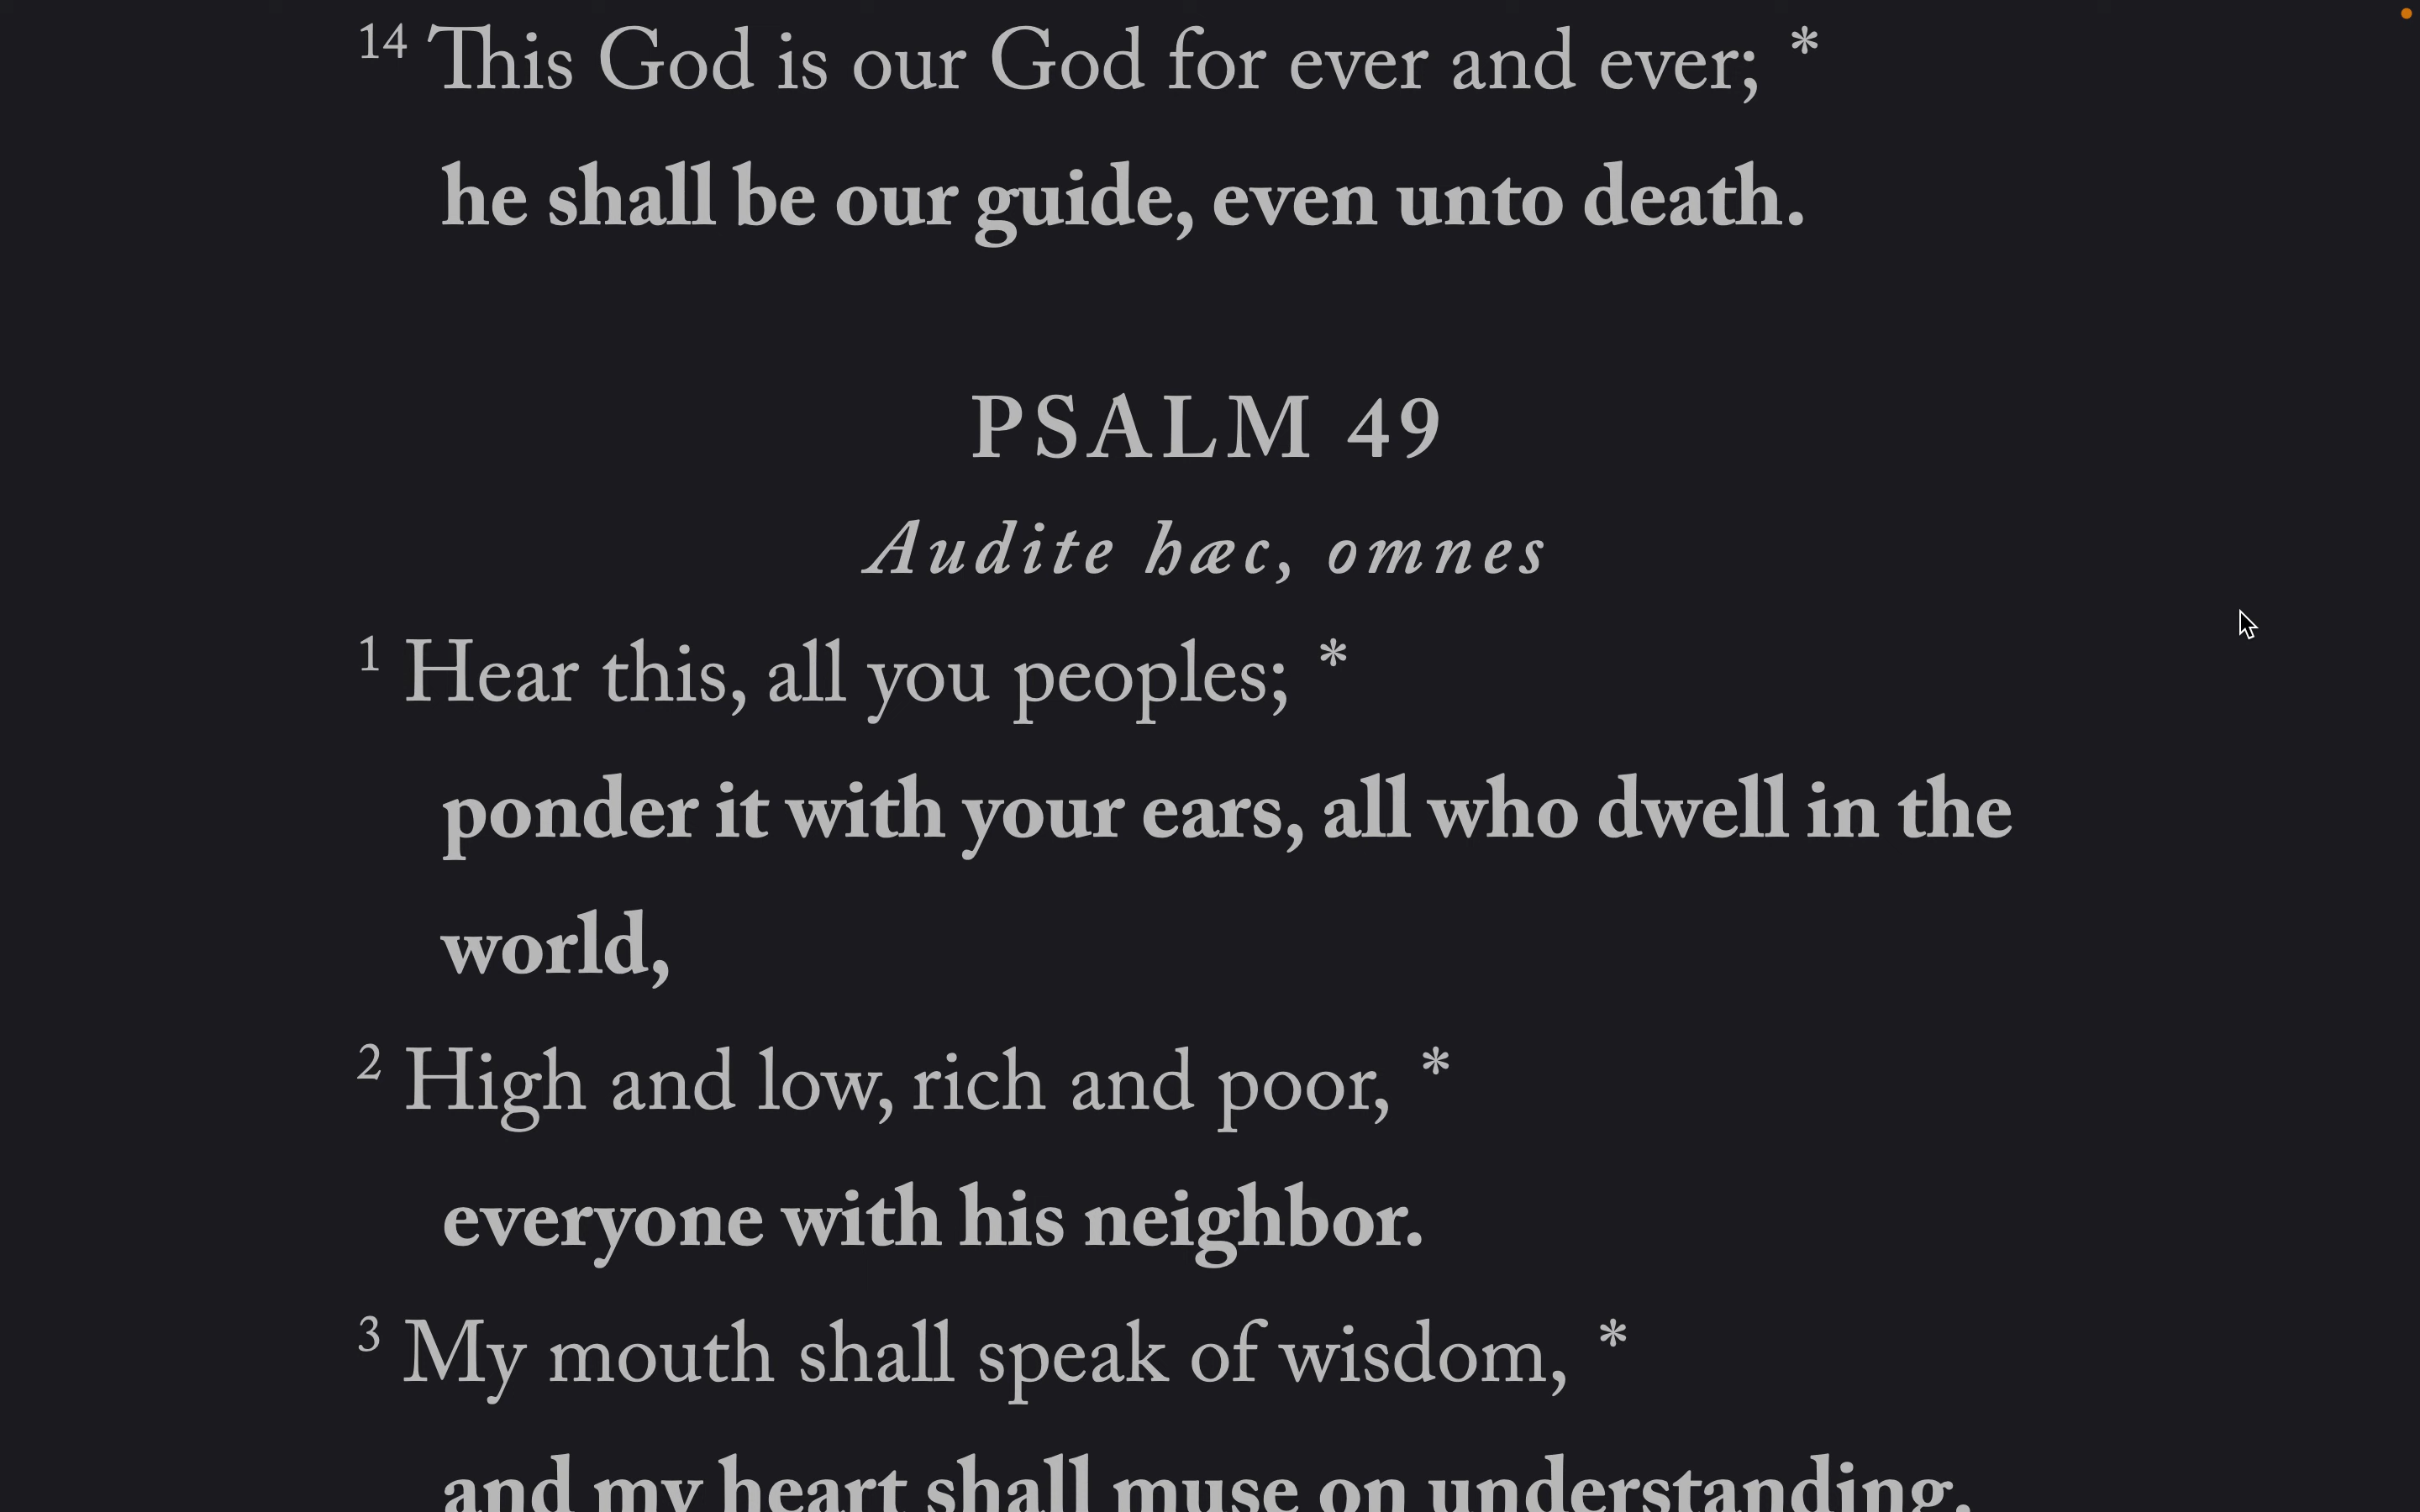 14 This God is our God for ever and ever; *
he shall be our guide, even unto death.
PSALM 49
Audite hæc, omnes
1 Hear this, all you peoples; *
ponder it with your ears, all who dwell in the
world,
2 High and low, rich and poor, *
everyone with his neighbor.
3 My mouth shall speak of wisdom, *
and my heart shall muse on understanding.